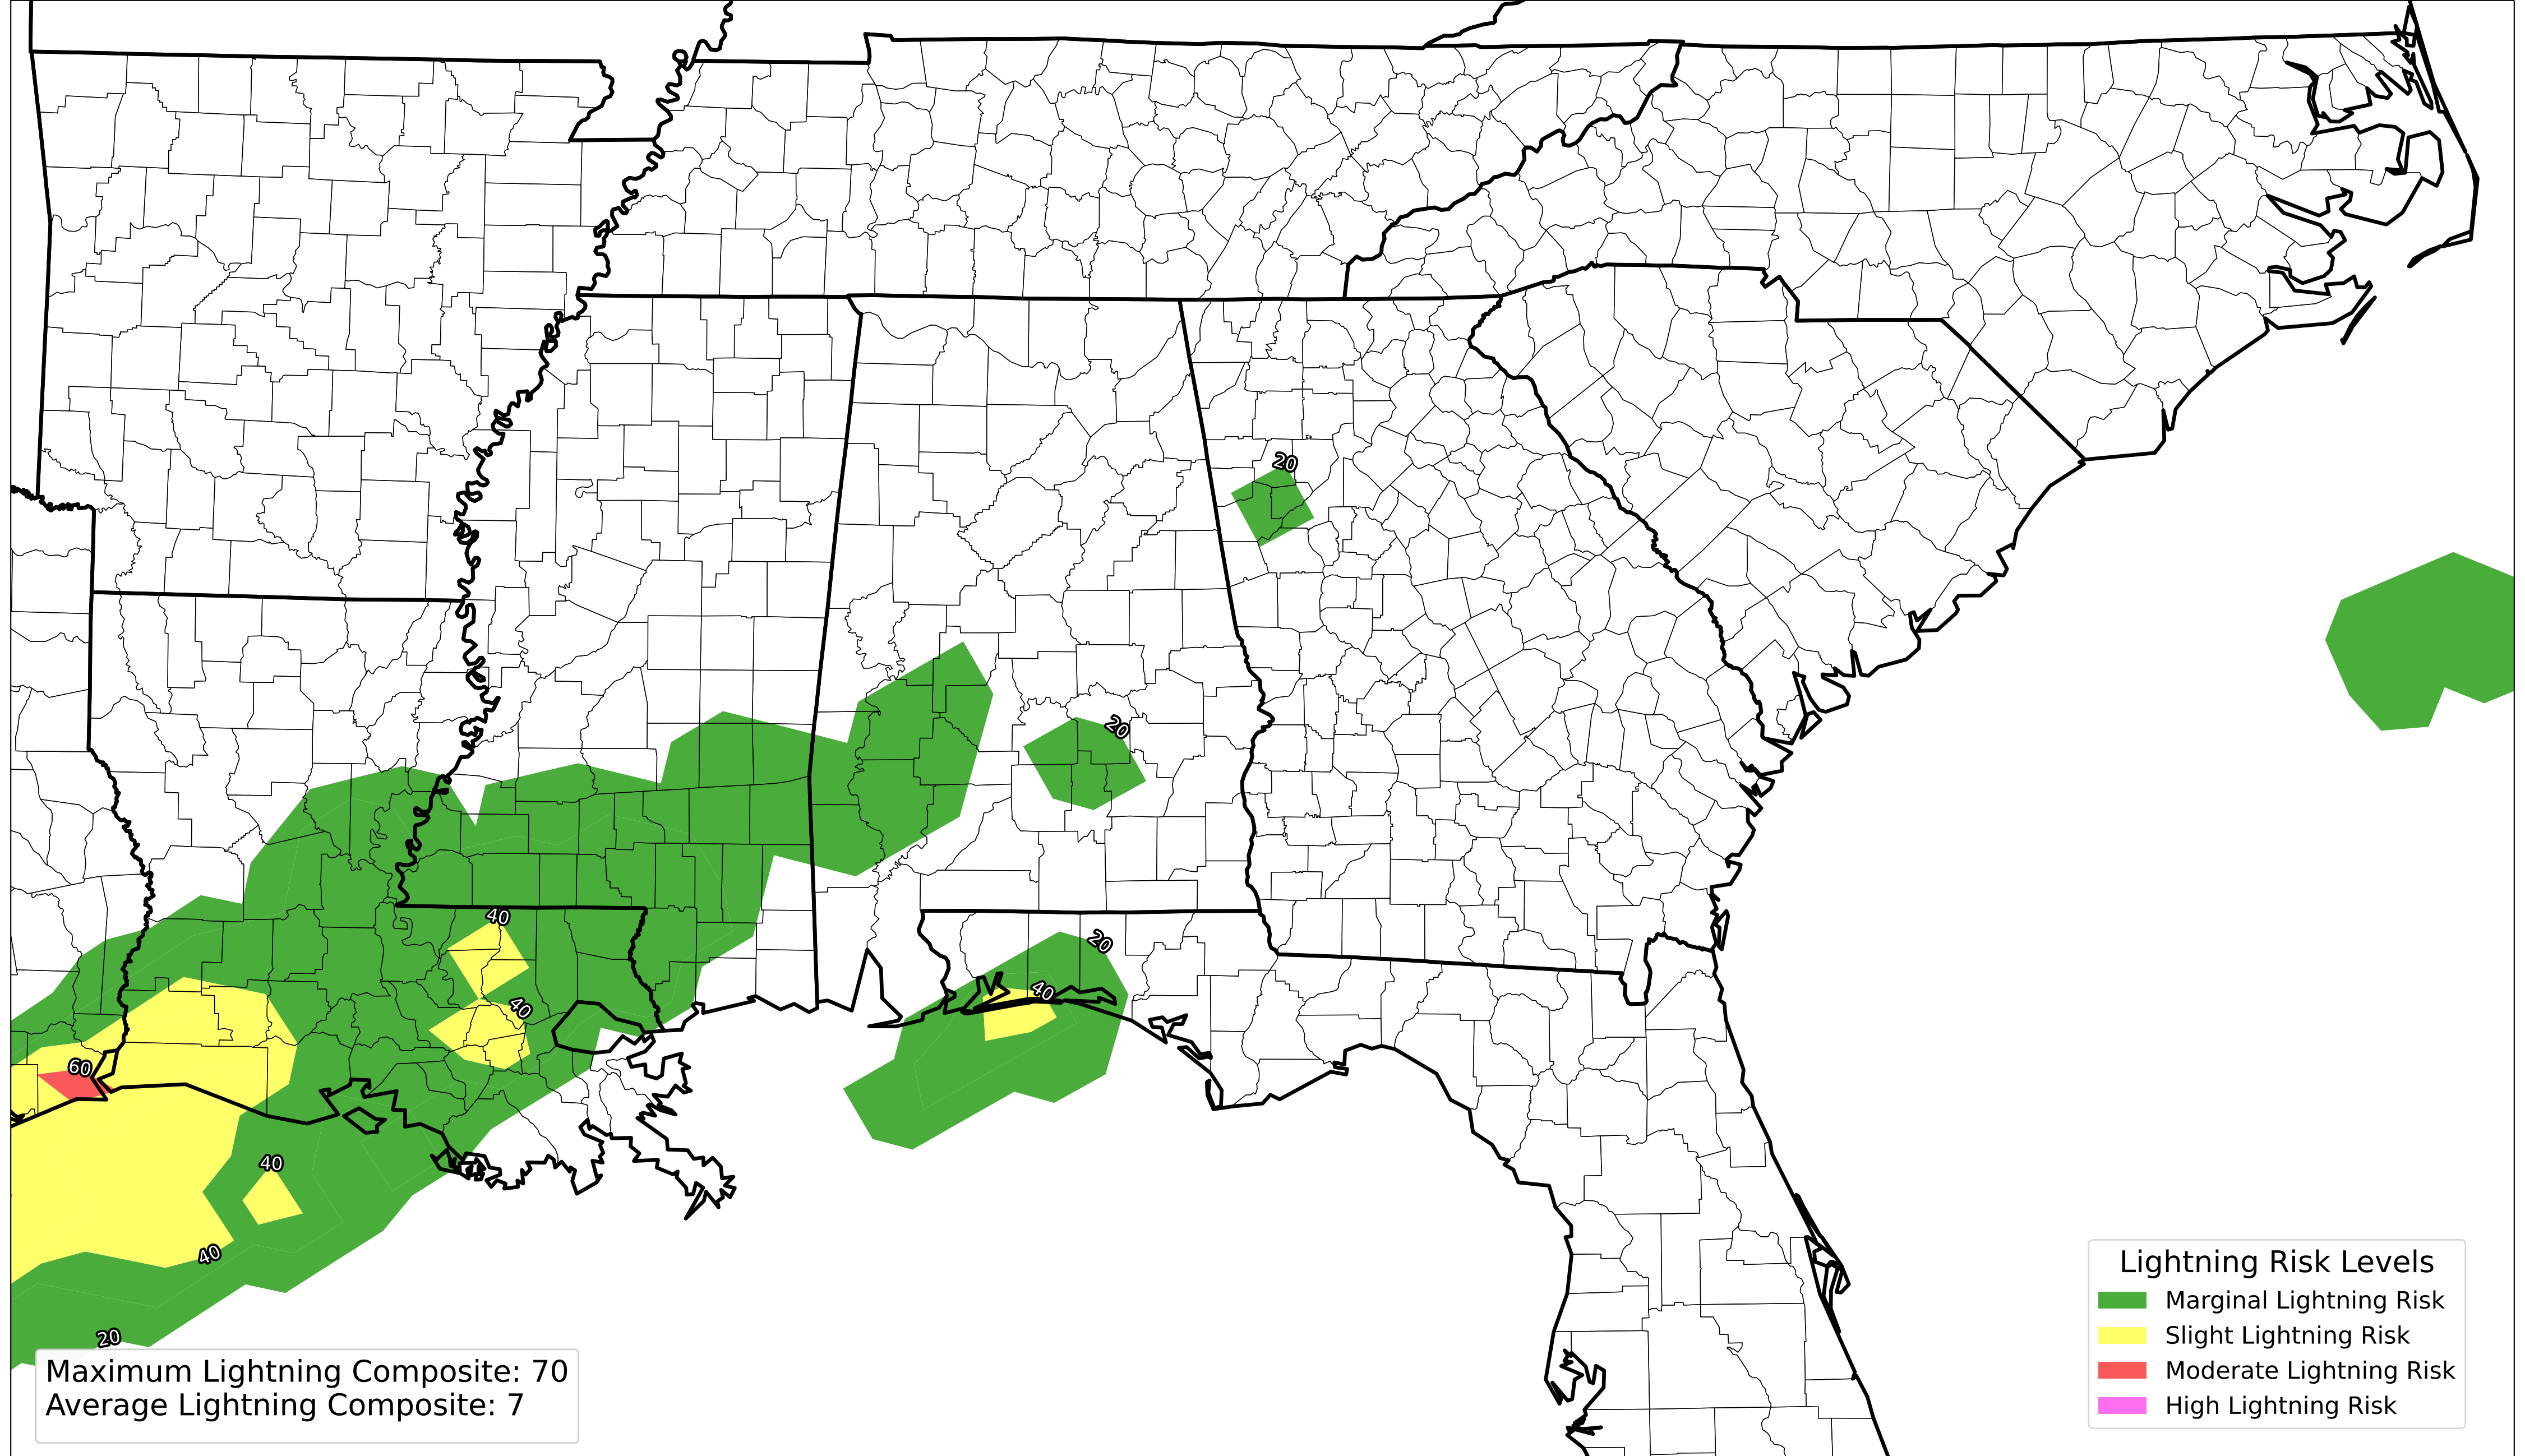 20
20
40
20
40
40
60
40
40
20
Lightning Risk Levels
Marginal Lightning Risk
Slight Lightning Risk
Moderate Lightning Risk
High Lightning Risk
Maximum Lightning Composite: 70
Average Lightning Composite: 7